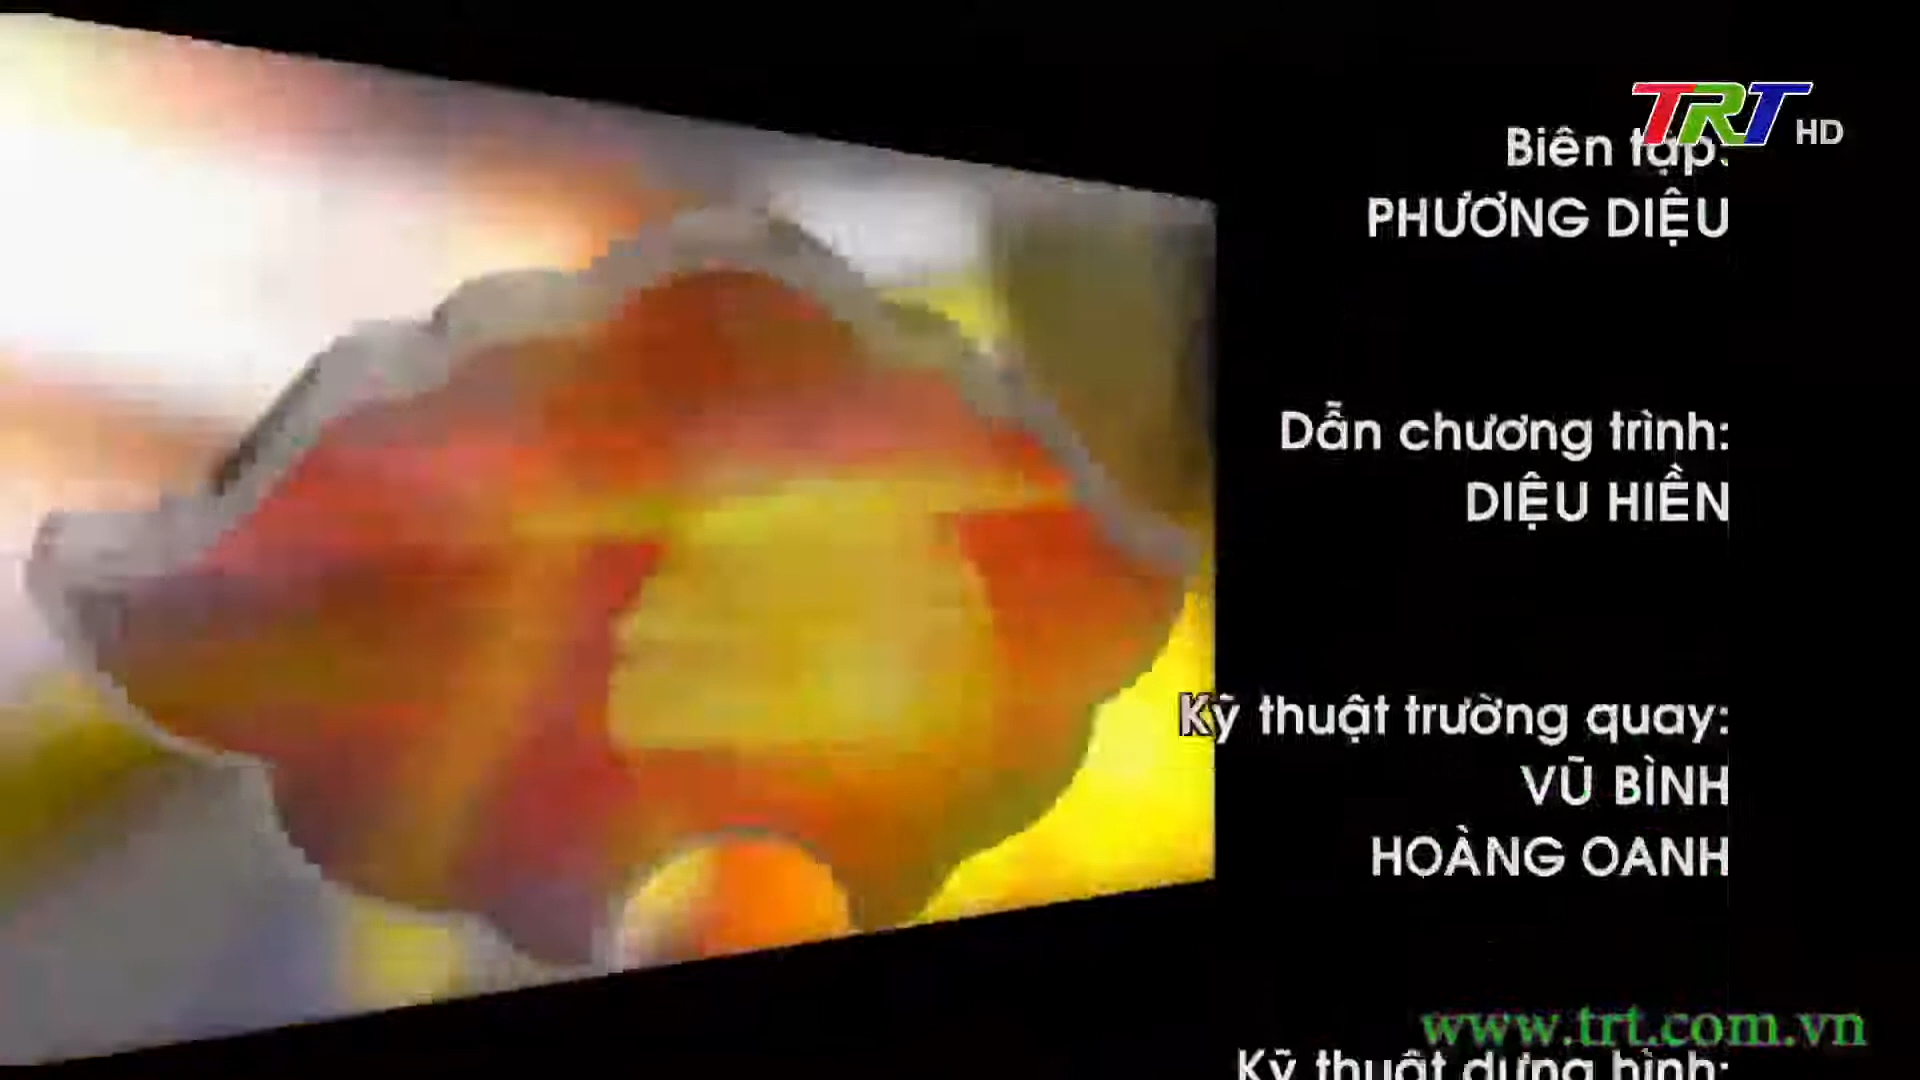 TRT HD
Biên tập:
PHƯƠNG DIỆU
Dẫn chương trình:
DIỆU HIỀN
Kỹ thuật trường quay:
VŨ BÌNH
HOÀNG OANH
www.trt.com.vn
Kỹ thuật dựng hình: